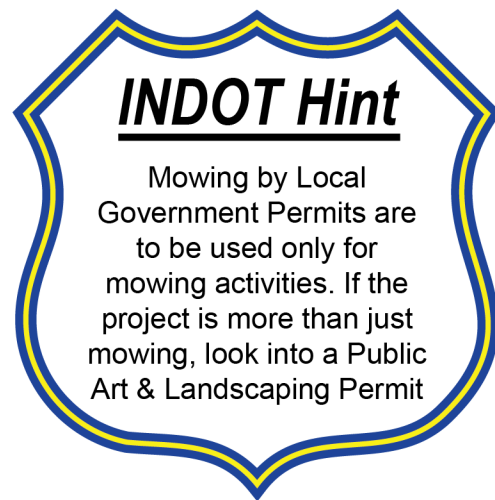 INDOT Hint
Mowing by Local
Government Permits are
to be used only for
mowing activities. If the
project is more than just
mowing, look into a Public
Art & Landscaping Permit